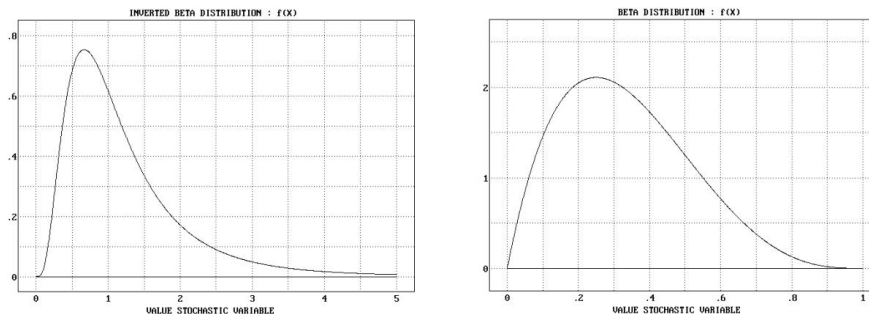 INVERTED BETA DISTRIBUTION : f(X)
.8
.6
.4
.2
0
0 1 2 3 4 5
VALUE STOCHASTIC VARIABLE
BETA DISTRIBUTION : f(X)
2
1
0
0 .2 .4 .6 .8 1
VALUE STOCHASTIC VARIABLE